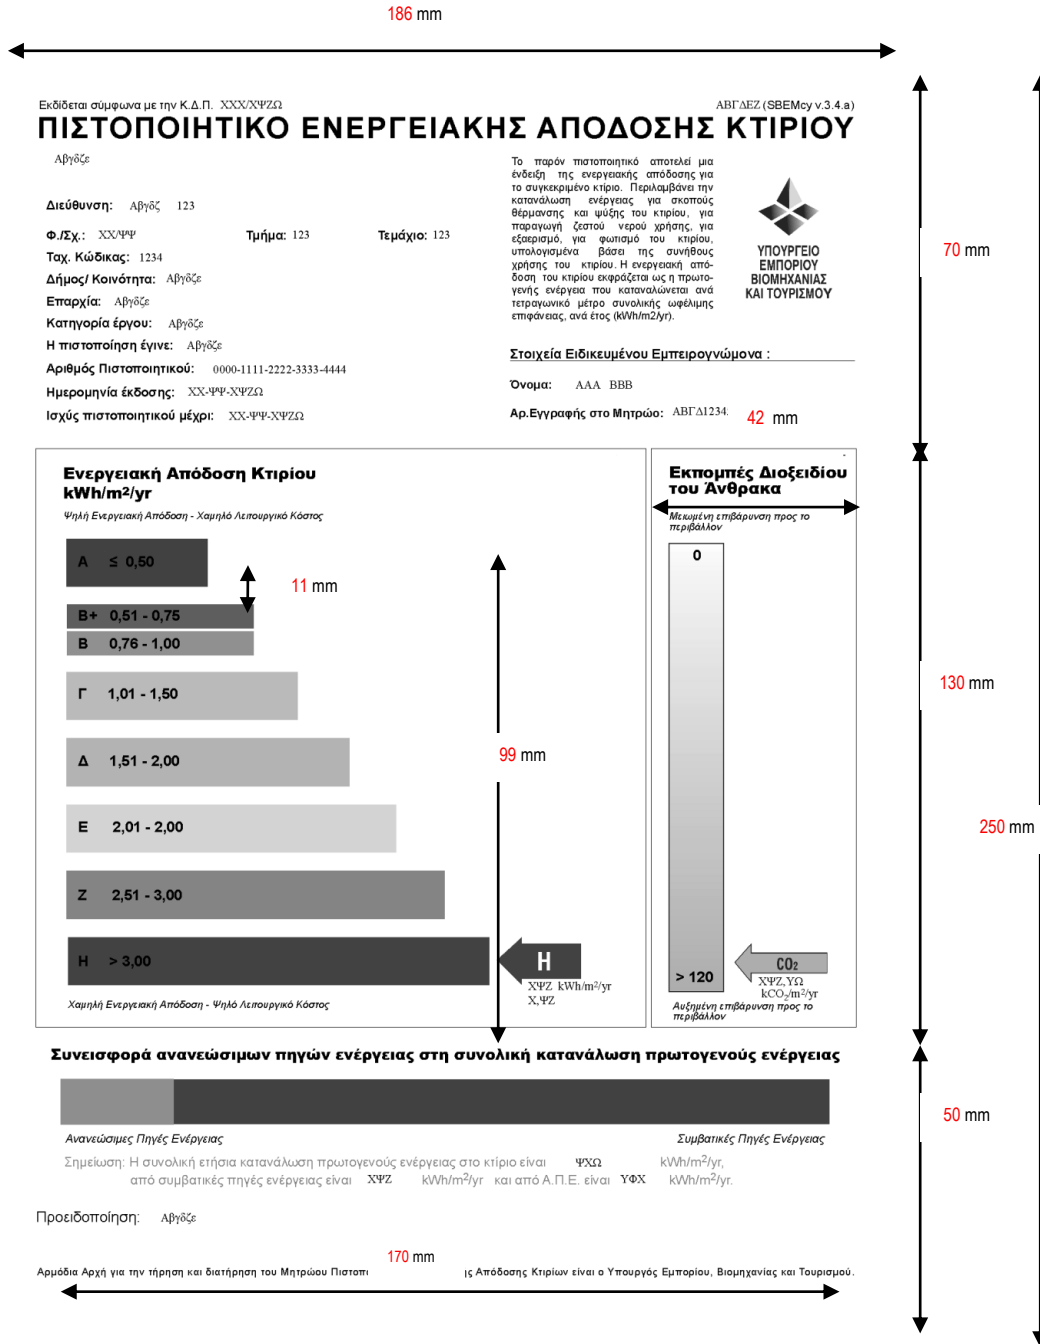 186 mm
Εκδίδεται σύμφωνα με την Κ.Δ.Π. ΧΧΧ/ΧΨΖΩ
ΑΒΓΔΕΖ (SBEMcy v.3.4.a)
ΠΙΣΤΟΠΟΙΗΤΙΚΟ ΕΝΕΡΓΕΙΑΚΗΣ ΑΠΟΔΟΣΗΣ ΚΤΙΡΙΟΥ
Αβγδζε
Διεύθυνση: Αβγδζ 123
Φ./Σχ.: ΧΧ/ΨΨ Τμήμα: 123 Τεμάχιο: 123
Ταχ. Κώδικας: 1234
Δήμος/ Κοινότητα: Αβγδζε
Επαρχία: Αβγδζε
Κατηγορία έργου: Αβγδζε
Η πιστοποίηση έγινε: Αβγδζε
Αριθμός Πιστοποιητικού: 0000-1111-2222-3333-4444
Ημερομηνία έκδοσης: ΧΧ-ΨΨ-ΧΨΖΩ
Ισχύς πιστοποιητικού μέχρι: ΧΧ-ΨΨ-ΧΨΖΩ
Το παρόν πιστοποιητικό αποτελεί μια
ένδειξη της ενεργειακής απόδοσης για
το συγκεκριμένο κτίριο. Περιλαμβάνει την
κατανάλωση ενέργειας για σκοπούς
θέρμανσης και ψύξης του κτιρίου, για
παραγωγή ζεστού νερού χρήσης, για
εξαερισμό, για φωτισμό του κτιρίου,
υπολογισμένα βάσει της συνήθους
χρήσης του κτιρίου. Η ενεργειακή από-
δοση του κτιρίου εκφράζεται ως η πρωτο-
γενής ενέργεια που καταναλώνεται ανά
τετραγωνικό μέτρο συνολικής ωφέλιμης
επιφάνειας, ανά έτος (kWh/m2/yr).
ΥΠΟΥΡΓΕΙΟ
ΕΜΠΟΡΙΟΥ
ΒΙΟΜΗΧΑΝΙΑΣ
ΚΑΙ ΤΟΥΡΙΣΜΟΥ
70 mm
Στοιχεία Ειδικευμένου Εμπειρογνώμονα :
Όνομα: ΑΑΑ ΒΒΒ
Αρ.Εγγραφής στο Μητρώο: ΑΒΓΔ1234.
42 mm
Ενεργειακή Απόδοση Κτιρίου
kWh/m²/yr
Ψηλή Ενεργειακή Απόδοση - Χαμηλό Λειτουργικό Κόστος
Α ≤ 0,50
11 mm
Β+ 0,51 - 0,75
Β 0,76 - 1,00
Γ 1,01 - 1,50
Δ 1,51 - 2,00
99 mm
Ε 2,01 - 2,00
Ζ 2,51 - 3,00
Η > 3,00
Η
ΧΨΖ kWh/m²/yr
Χ,ΨΖ
Χαμηλή Ενεργειακή Απόδοση - Ψηλό Λειτουργικό Κόστος
Εκπομπές Διοξειδίου
του Άνθρακα
Μειωμένη επιβάρυνση προς το
περιβάλλον
0
> 120
CO₂
ΧΨΖ,ΥΩ
kCO₂/m²/yr
Αυξημένη επιβάρυνση προς το
περιβάλλον
130 mm
250 mm
Συνεισφορά ανανεώσιμων πηγών ενέργειας στη συνολική κατανάλωση πρωτογενούς ενέργειας
50 mm
Ανανεώσιμες Πηγές Ενέργειας
Συμβατικές Πηγές Ενέργειας
Σημείωση: Η συνολική ετήσια κατανάλωση πρωτογενούς ενέργειας στο κτίριο είναι ΨΧΩ kWh/m²/yr,
από συμβατικές πηγές ενέργειας είναι ΧΨΖ kWh/m²/yr και από Α.Π.Ε. είναι ΥΦΧ kWh/m²/yr.
Προειδοποίηση: Αβγδζε
170 mm
Αρμόδια Αρχή για την τήρηση και διατήρηση του Μητρώου Πιστοπι ης Απόδοσης Κτιρίων είναι ο Υπουργός Εμπορίου, Βιομηχανίας και Τουρισμού.